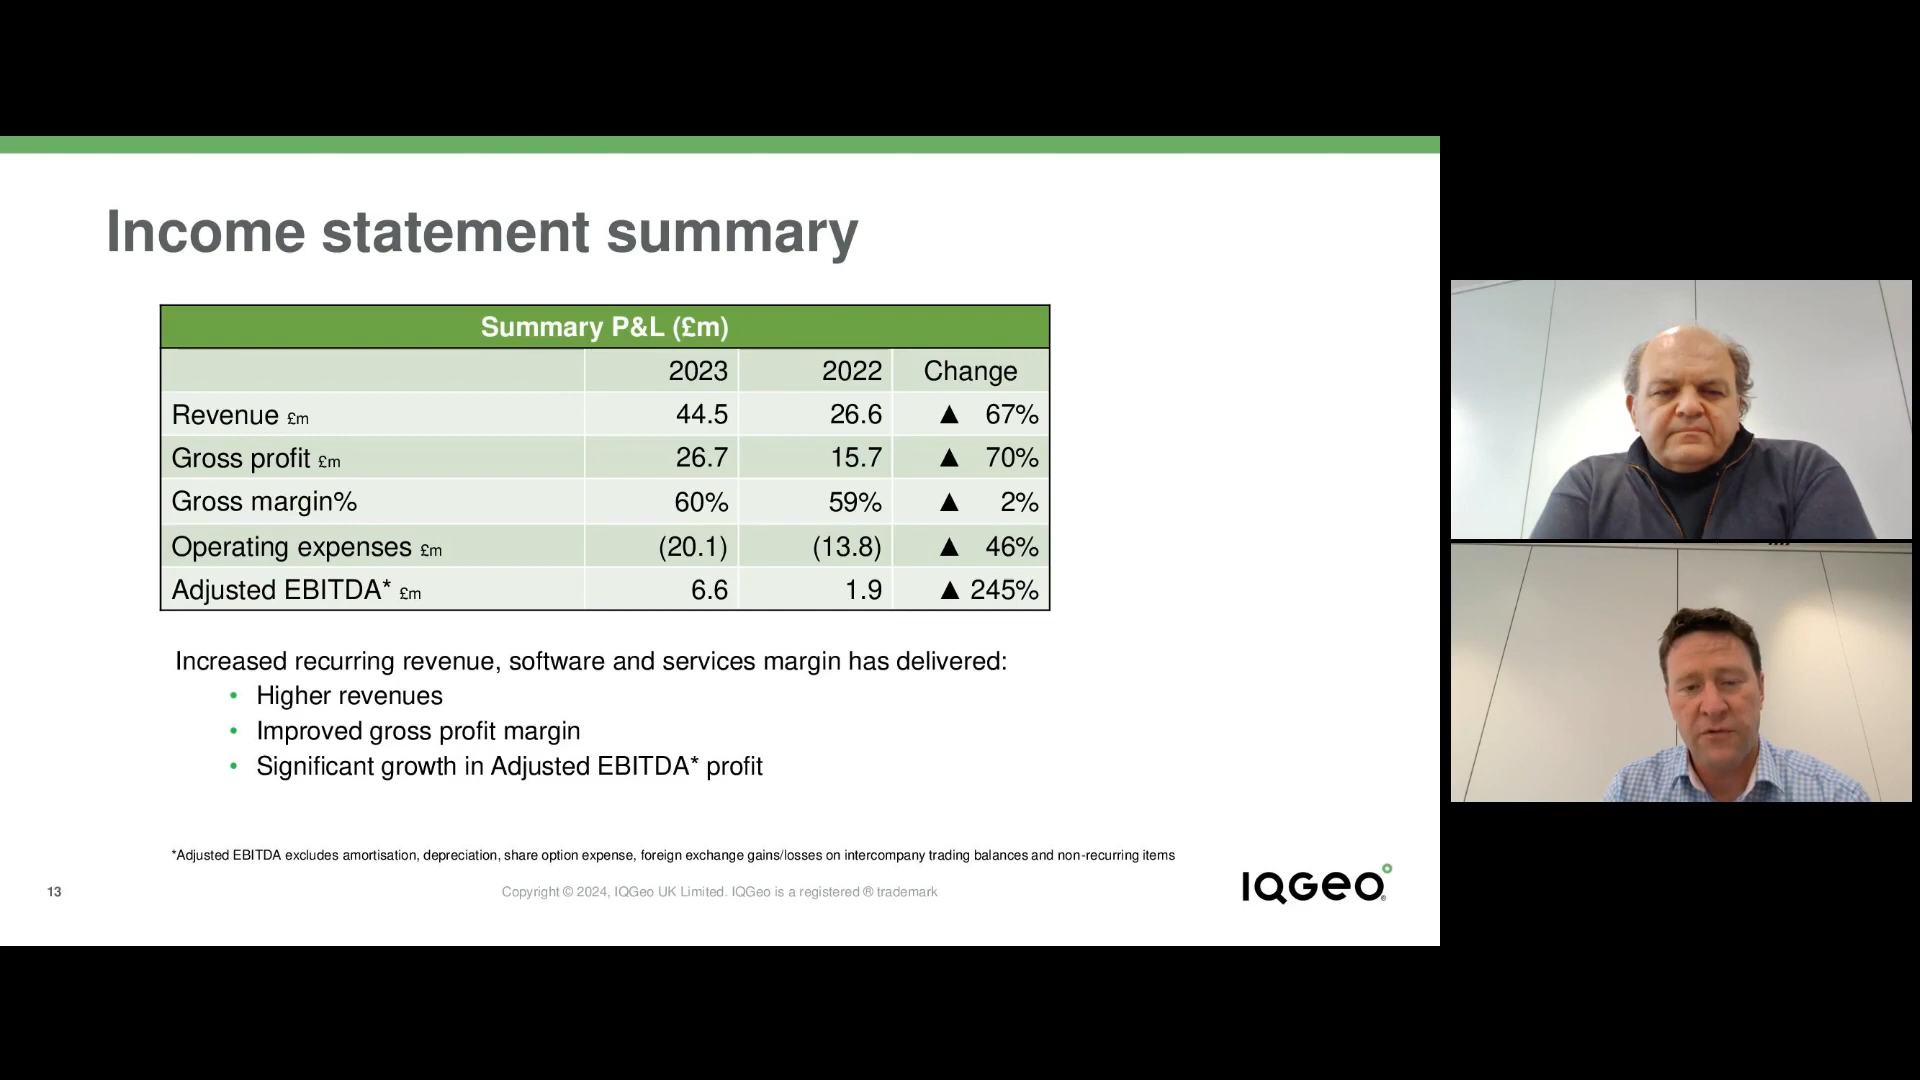 Income statement summary
Summary P&L (£m)
2023 2022 Change
Revenue £m 44.5 26.6 ▲ 67%
Gross profit £m 26.7 15.7 ▲ 70%
Gross margin% 60% 59% ▲ 2%
Operating expenses £m (20.1) (13.8) ▲ 46%
Adjusted EBITDA* £m 6.6 1.9 ▲ 245%
Increased recurring revenue, software and services margin has delivered:
• Higher revenues
• Improved gross profit margin
• Significant growth in Adjusted EBITDA* profit
*Adjusted EBITDA excludes amortisation, depreciation, share option expense, foreign exchange gains/losses on intercompany trading balances and non-recurring items
13
Copyright © 2024, IQGeo UK Limited. IQGeo is a registered ® trademark
IQGeo®